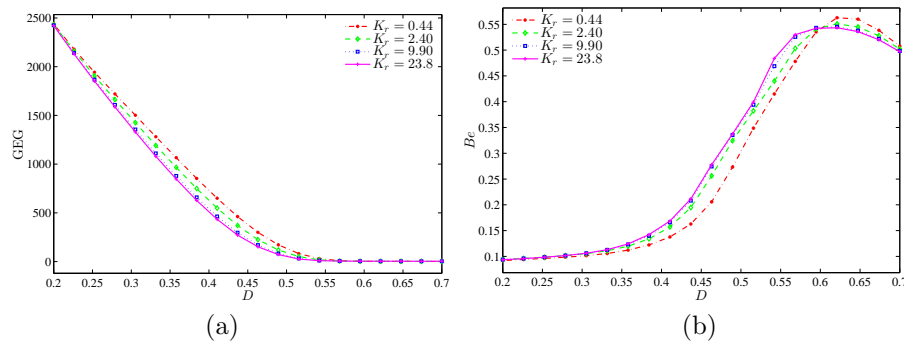 2500
2000
1500
1000
500
0
GEG
K_r = 0.44
K_r = 2.40
K_r = 9.90
K_r = 23.8
0.2 0.25 0.3 0.35 0.4 0.45 0.5 0.55 0.6 0.65 0.7
D
(a)
0.55
0.5
0.45
0.4
0.35
0.3
0.25
0.2
0.15
0.1
Be
K_r = 0.44
K_r = 2.40
K_r = 9.90
K_r = 23.8
0.2 0.25 0.3 0.35 0.4 0.45 0.5 0.55 0.6 0.65 0.7
D
(b)